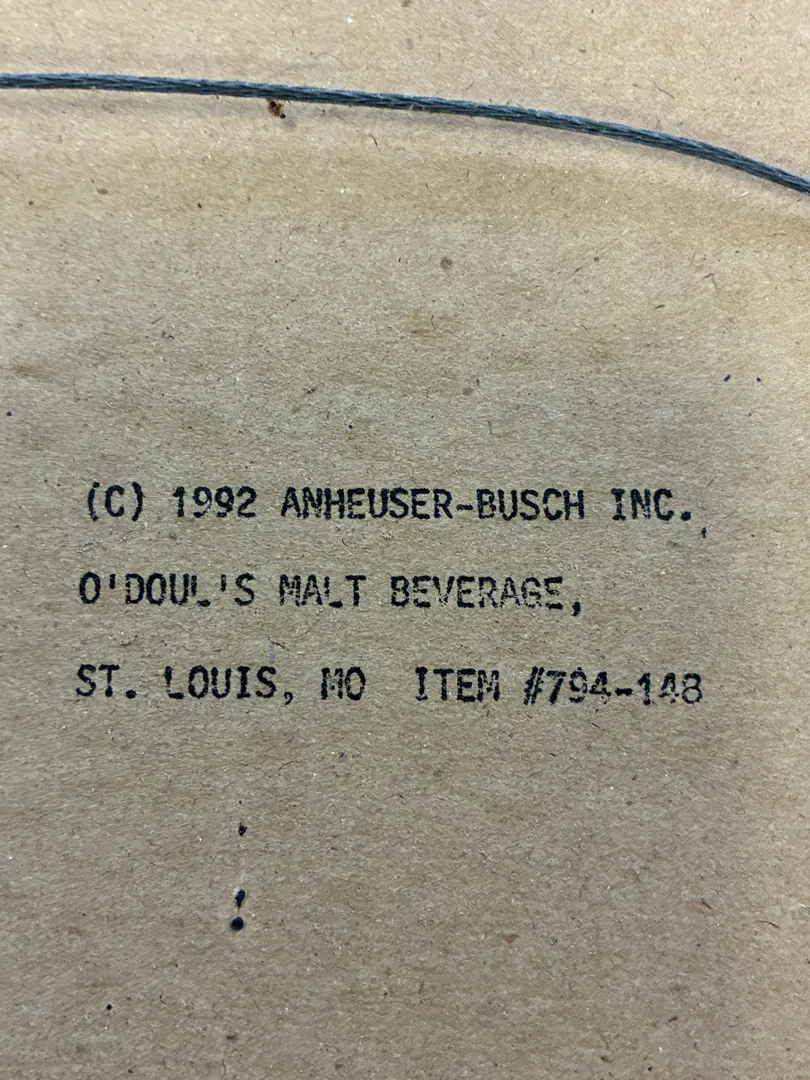 (C) 1992 ANHEUSER-BUSCH INC.
O'DOUL'S MALT BEVERAGE,
ST. LOUIS, MO ITEM #794-148